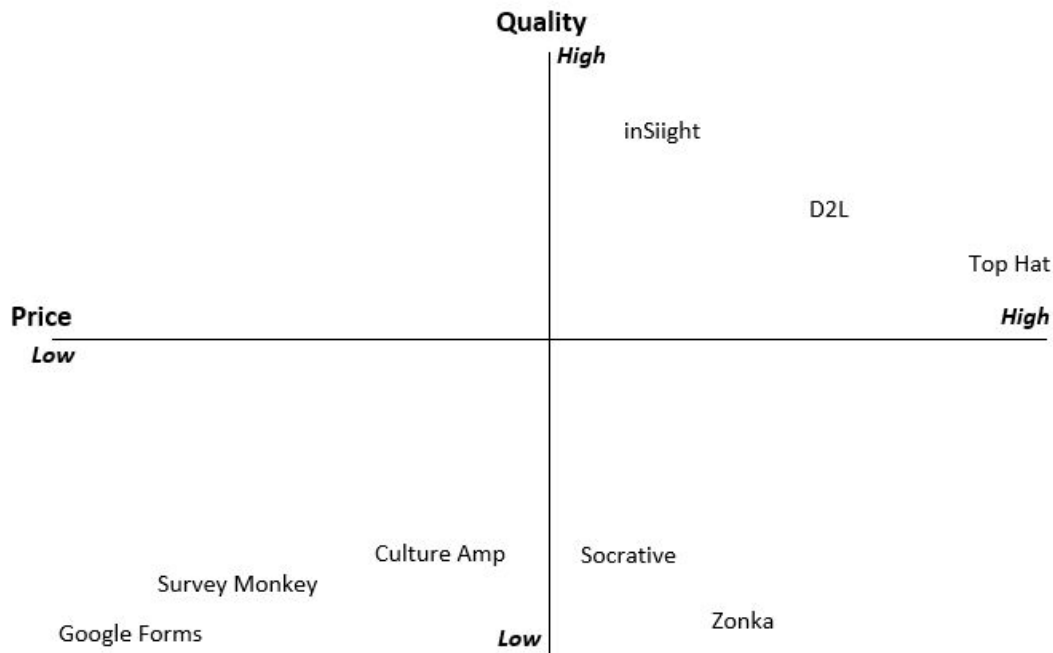 Quality
High
inSiight
D2L
Top Hat
Price
High
Low
Culture Amp
Socrative
Survey Monkey
Zonka
Google Forms
Low